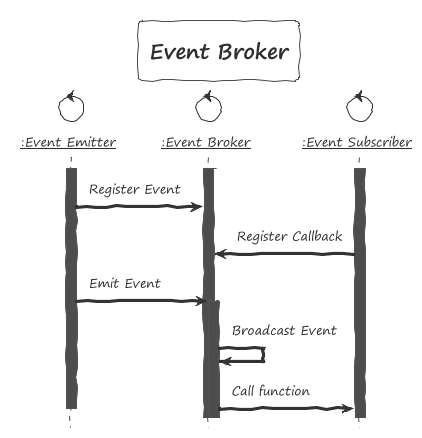 Event Broker
:Event Emitter
:Event Broker
:Event Subscriber
Register Event
Register Callback
Emit Event
Broadcast Event
Call function